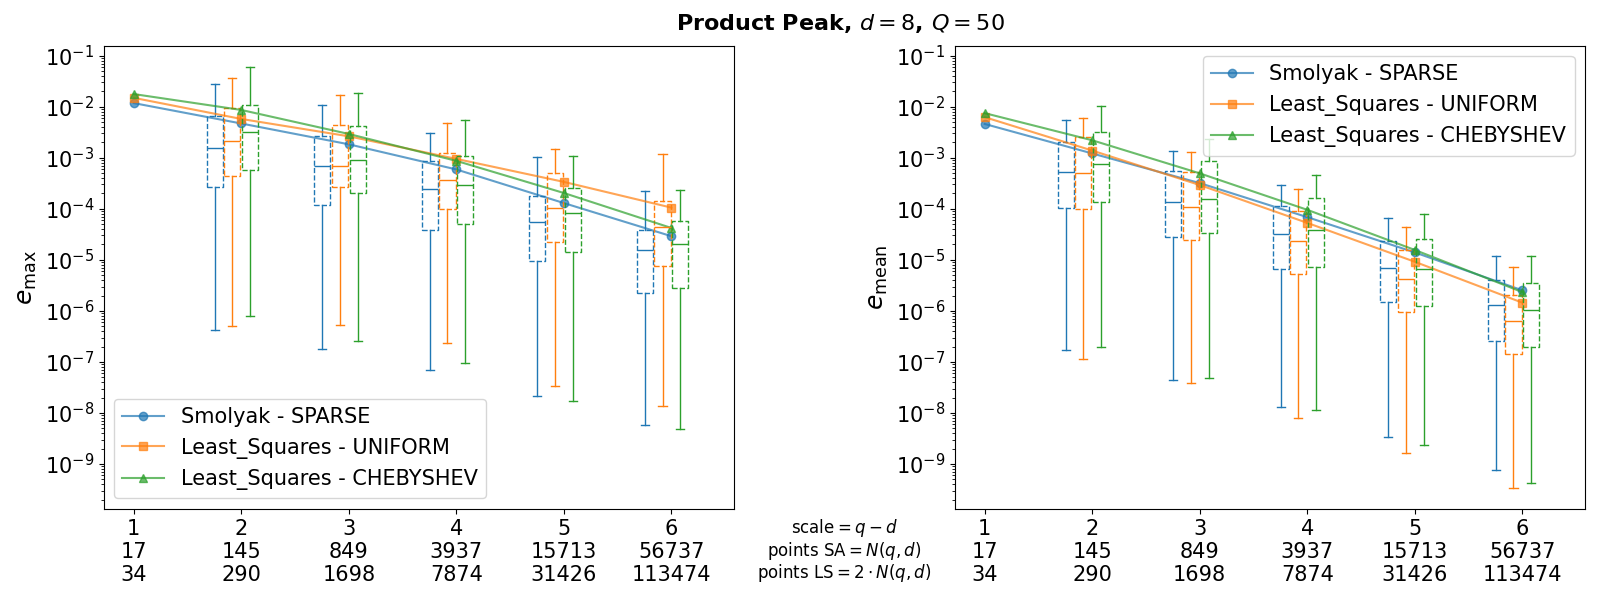 Product Peak, d = 8, Q = 50
10⁻¹
10⁻²
10⁻³
10⁻⁴
10⁻⁵
10⁻⁶
10⁻⁷
10⁻⁸
10⁻⁹
e_max
Smolyak - SPARSE
Least_Squares - UNIFORM
Least_Squares - CHEBYSHEV
1 2 3 4 5 6
17 145 849 3937 15713 56737
34 290 1698 7874 31426 113474
scale = q − d
points SA = N(q, d)
points LS = 2 · N(q, d)
10⁻¹
10⁻²
10⁻³
10⁻⁴
10⁻⁵
10⁻⁶
10⁻⁷
10⁻⁸
10⁻⁹
e_mean
Smolyak - SPARSE
Least_Squares - UNIFORM
Least_Squares - CHEBYSHEV
1 2 3 4 5 6
17 145 849 3937 15713 56737
34 290 1698 7874 31426 113474